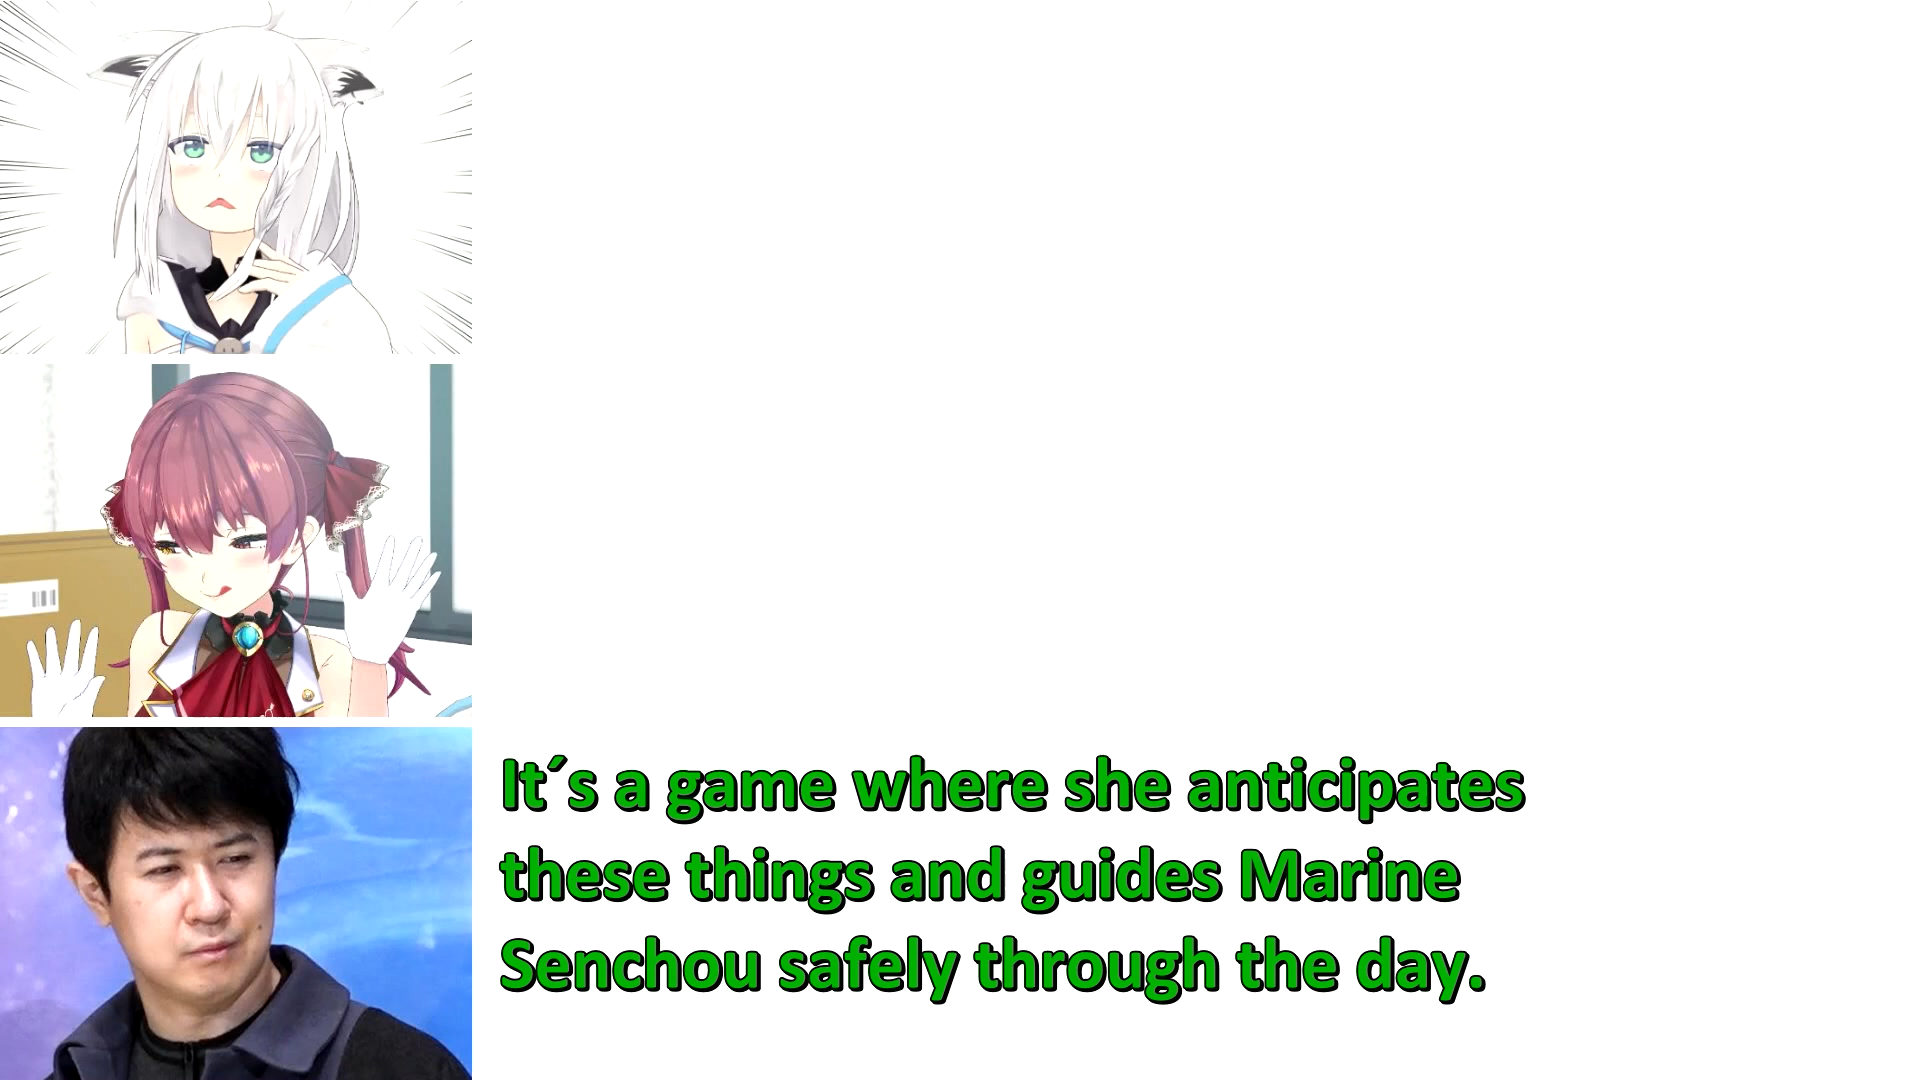 It´s a game where she anticipates
these things and guides Marine
Senchou safely through the day.